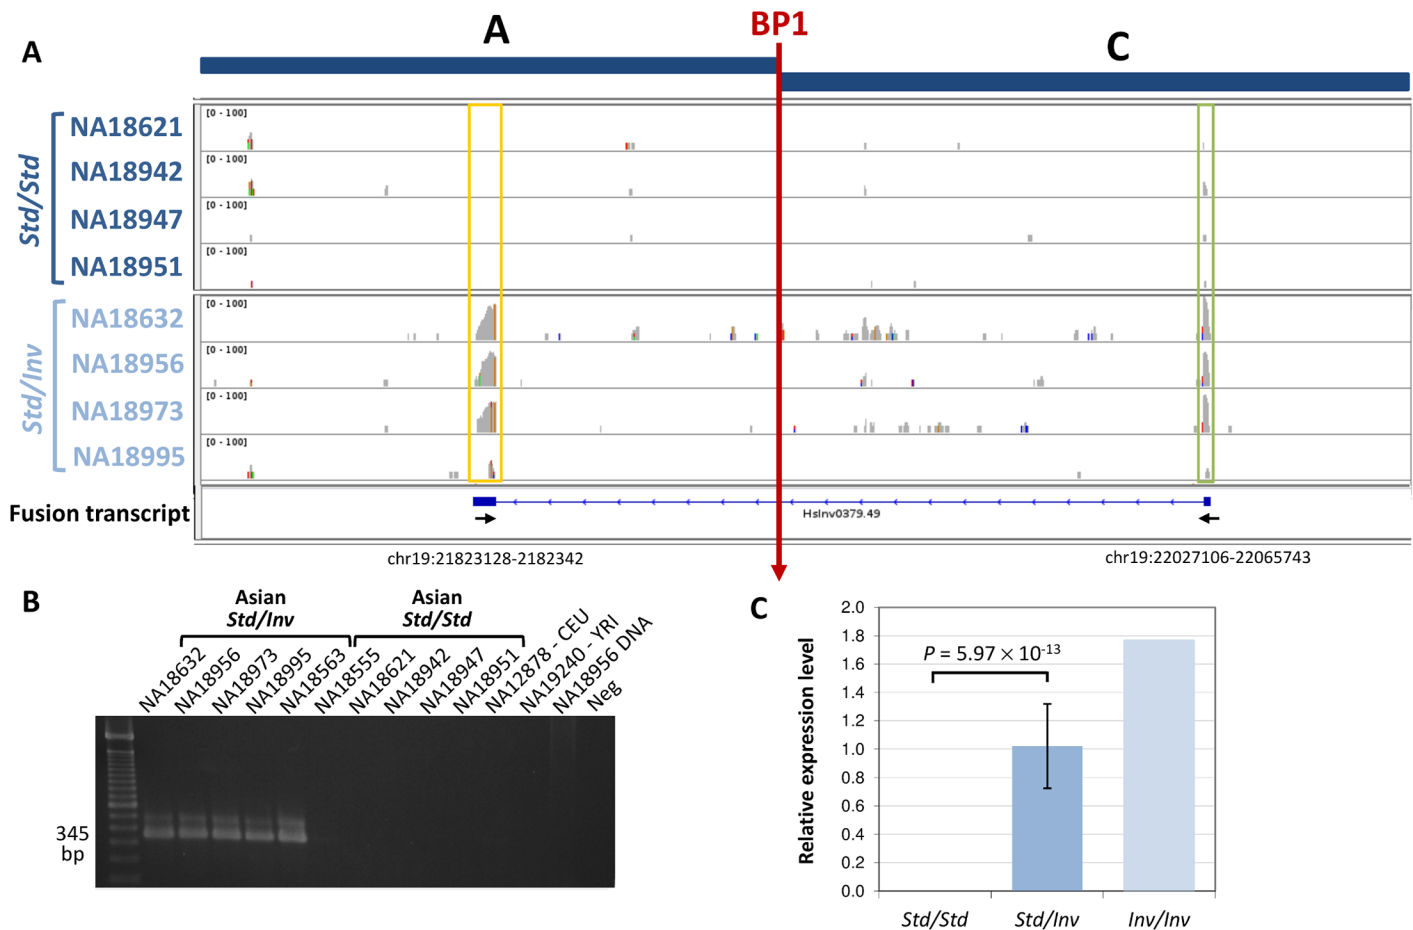 A
A
BP1
C
Std/Std
NA18621
[0 - 100]
NA18942
[0 - 100]
NA18947
[0 - 100]
NA18951
[0 - 100]
Std/Inv
NA18632
[0 - 100]
NA18956
[0 - 100]
NA18973
[0 - 100]
NA18995
[0 - 100]
Fusion transcript
HsInv0379.49
chr19:21823128-2182342
chr19:22027106-22065743
B
Asian
Std/Inv
Asian
Std/Std
NA18632
NA18956
NA18973
NA18995
NA18563
NA18555
NA18621
NA18942
NA18947
NA18951
NA12878 - CEU
NA19240 - YRI
NA18956 DNA
Neg
345
bp
C
Relative expression level
2.0
1.8
1.6
1.4
1.2
1.0
0.8
0.6
0.4
0.2
0.0
P = 5.97 × 10⁻¹³
Std/Std
Std/Inv
Inv/Inv